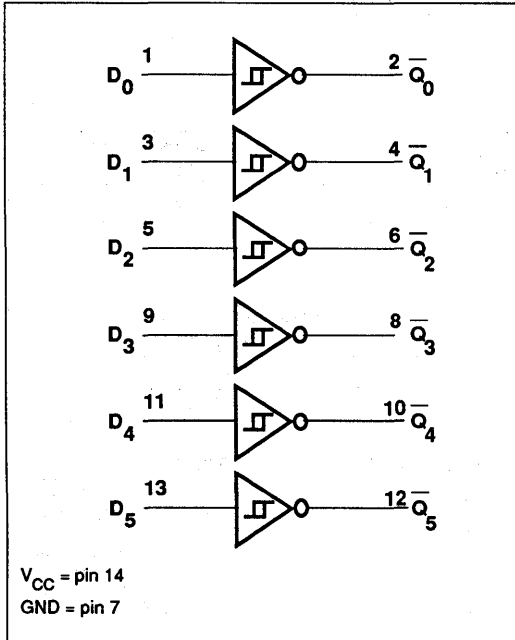 D0 1 2 Q̅0
D1 3 4 Q̅1
D2 5 6 Q̅2
D3 9 8 Q̅3
D4 11 10 Q̅4
D5 13 12 Q̅5
VCC = pin 14
GND = pin 7